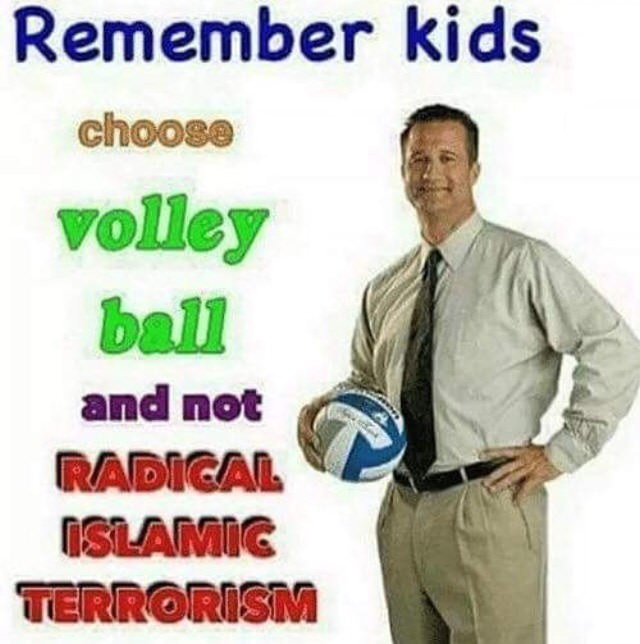 Remember kids
choose
volley
ball
and not
RADICAL
ISLAMIC
TERRORISM